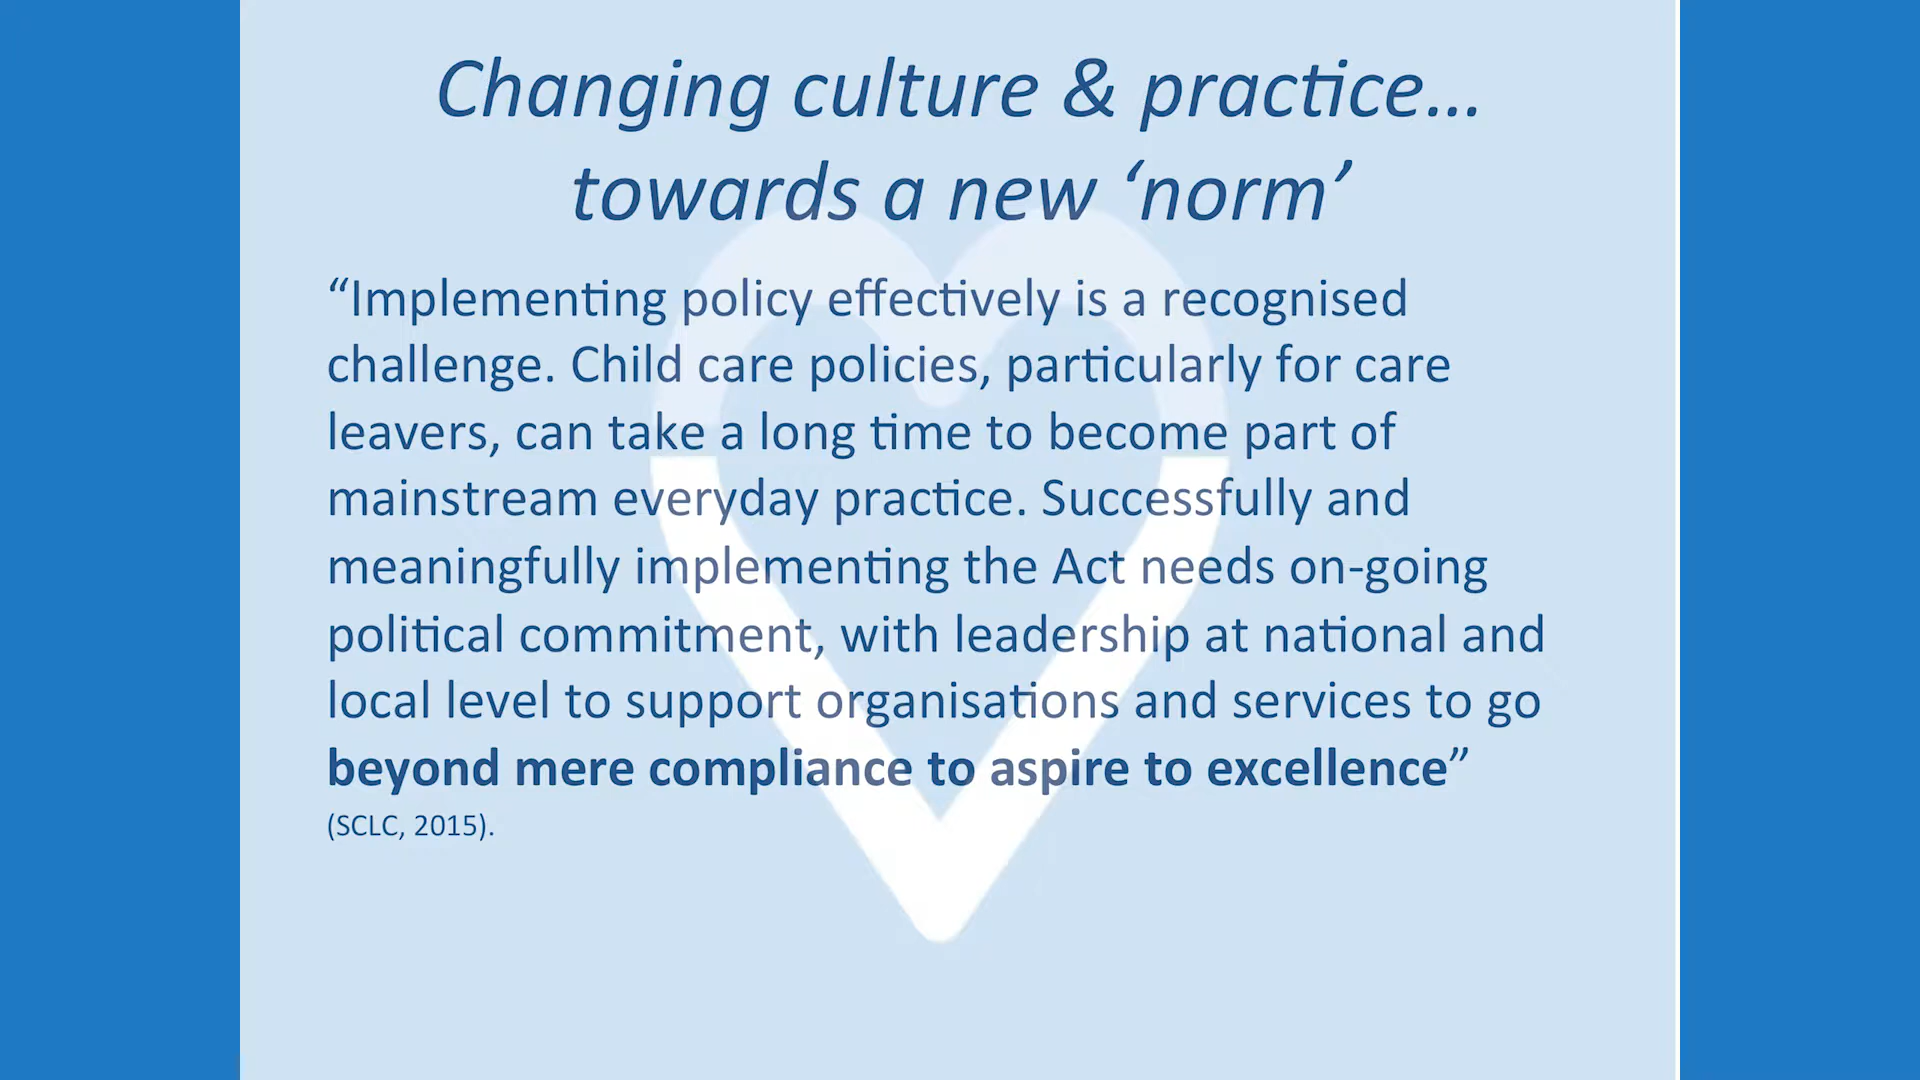 Changing culture & practice…
towards a new ‘norm’
“Implementing policy effectively is a recognised
challenge. Child care policies, particularly for care
leavers, can take a long time to become part of
mainstream everyday practice. Successfully and
meaningfully implementing the Act needs on-going
political commitment, with leadership at national and
local level to support organisations and services to go
beyond mere compliance to aspire to excellence”
(SCLC, 2015).